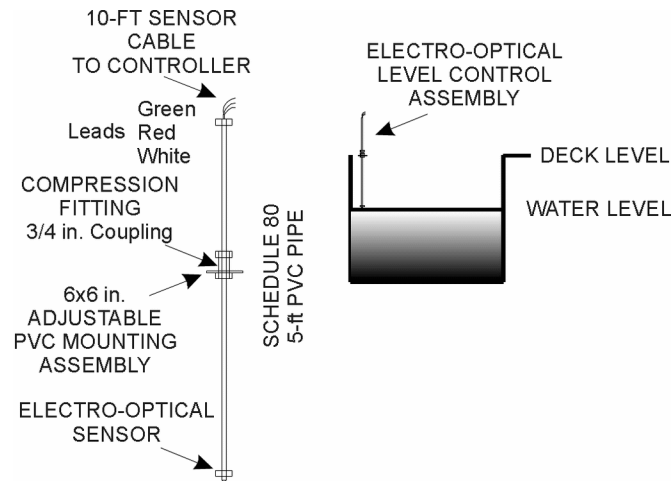 10-FT SENSOR
CABLE
TO CONTROLLER
Green
Leads Red
White
COMPRESSION
FITTING
3/4 in. Coupling
6x6 in.
ADJUSTABLE
PVC MOUNTING
ASSEMBLY
ELECTRO-OPTICAL
SENSOR
SCHEDULE 80
5-ft PVC PIPE
ELECTRO-OPTICAL
LEVEL CONTROL
ASSEMBLY
DECK LEVEL
WATER LEVEL